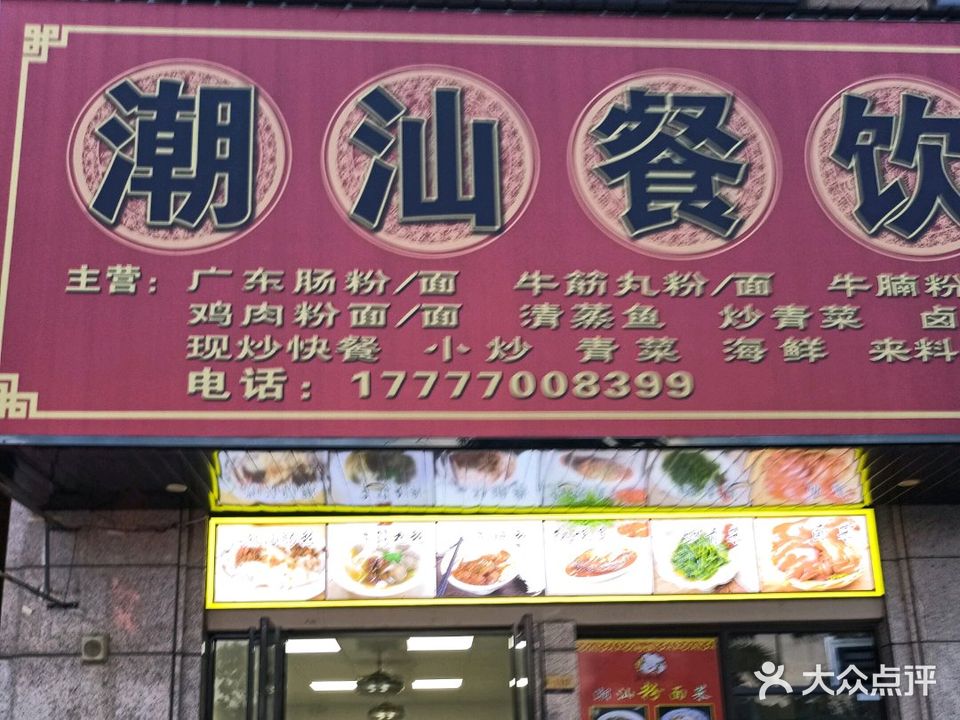 潮汕餐饮
主营：广东肠粉/面 牛筋丸粉/面 牛腩粉
鸡肉粉面/面 清蒸鱼 炒青菜 卤
现炒快餐 小炒 青菜 海鲜 来料
电话：17777008399
潮汕粉面菜
大众点评